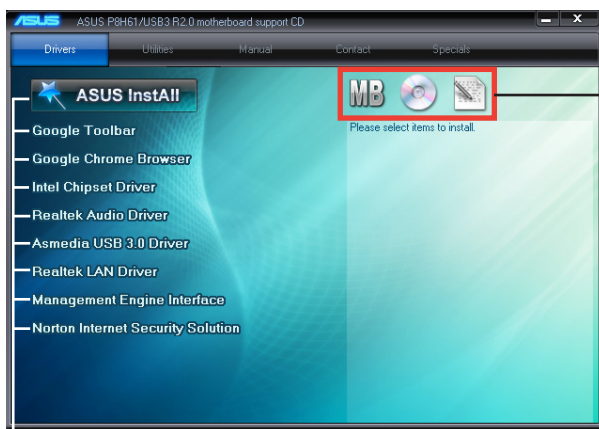 ASUS ASUS P8H61/USB3 R2.0 motherboard support CD
Drivers Utilities Manual Contact Specials
ASUS InstAll
MB
Please select items to install.
Google Toolbar
Google Chrome Browser
Intel Chipset Driver
Realtek Audio Driver
Asmedia USB 3.0 Driver
Realtek LAN Driver
Management Engine Interface
Norton Internet Security Solution